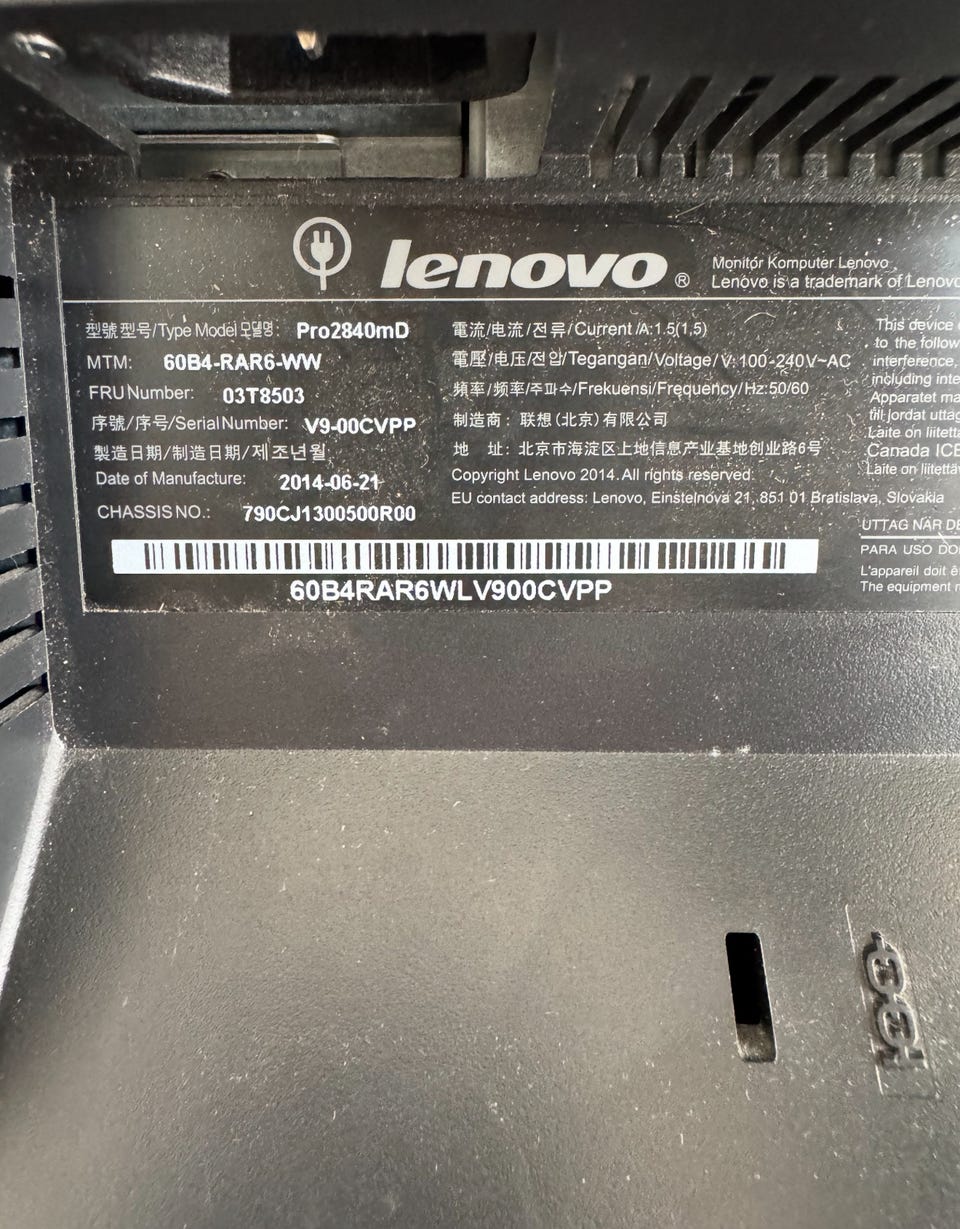 lenovo ®
Monitor Komputer Lenovo
Lenovo is a trademark of Lenovo
型號型号/Type Model 모델명: Pro2840mD
MTM: 60B4-RAR6-WW
FRU Number: 03T8503
序號/序号/Serial Number: V9-00CVPP
製造日期/制造日期/제조년월
Date of Manufacture: 2014-06-21
CHASSIS NO.: 790CJ1300500R00
電流/电流/전류/Current /A:1.5(1,5)
電壓/电压/전압/Tegangan/Voltage/V: 100-240V~AC
頻率/频率/주파수/Frekuensi/Frequency/Hz:50/60
制造商: 联想(北京)有限公司
地 址: 北京市海淀区上地信息产业基地创业路6号
Copyright Lenovo 2014. All rights reserved.
EU contact address: Lenovo, Einsteinova 21, 851 01 Bratislava, Slovakia
This device
to the follow
interference,
including inte
Apparatet ma
till jordat uttag
Laite on liitettä
Canada ICE
Laite on liitettäv
UTTAG NÄR DE
PARA USO DO
L'appareil doit ê
The equipment
60B4RAR6WLV900CVPP